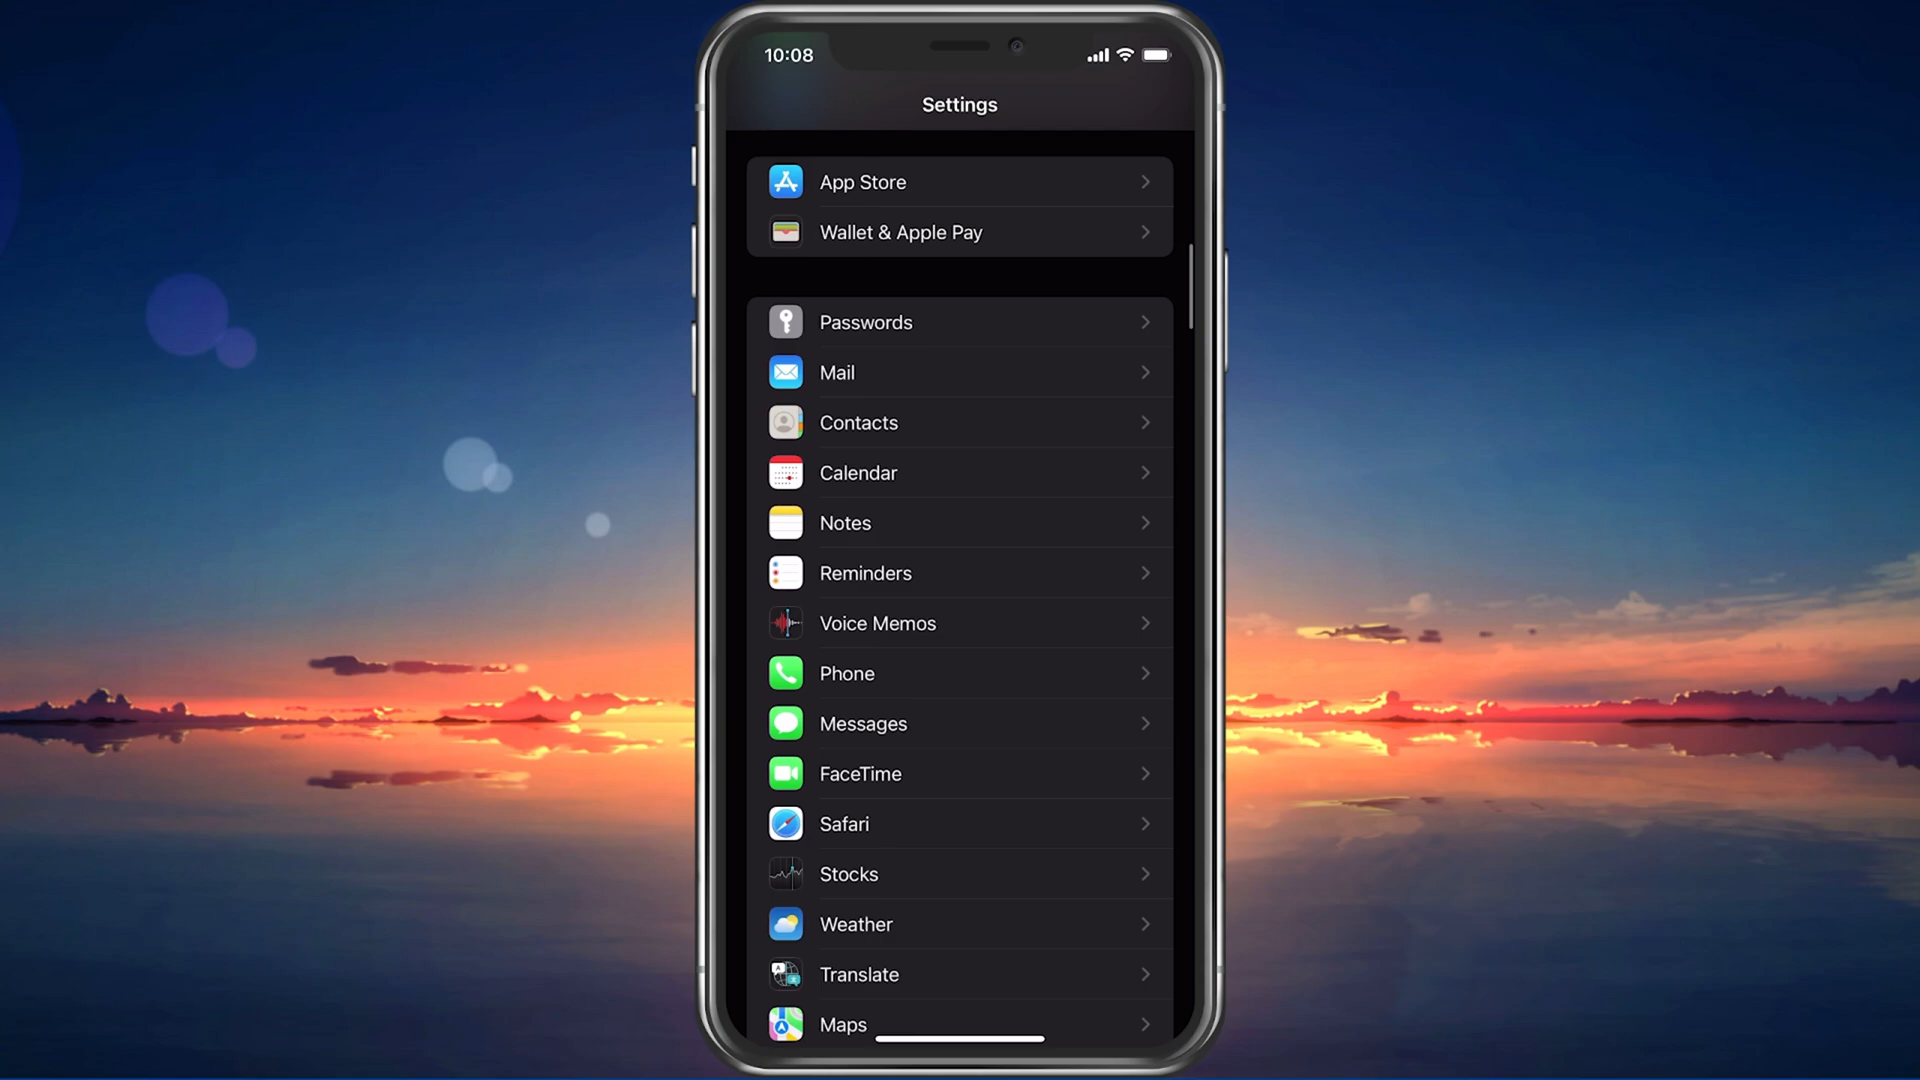 10:08
Settings
App Store
Wallet & Apple Pay
Passwords
Mail
Contacts
Calendar
Notes
Reminders
Voice Memos
Phone
Messages
FaceTime
Safari
Stocks
Weather
Translate
Maps